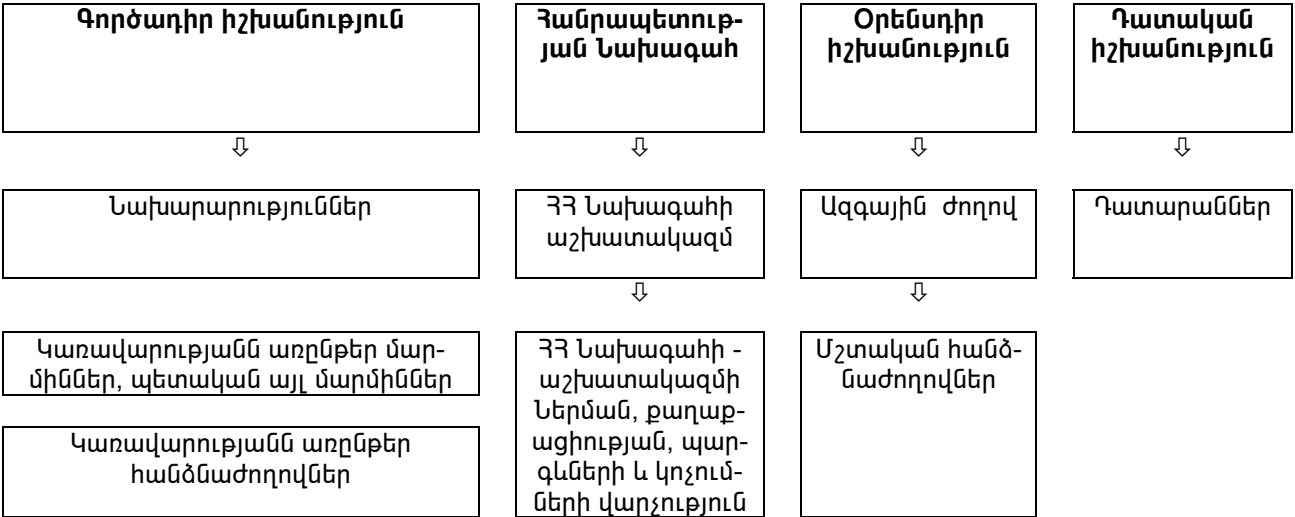 Գործադիր իշխանություն
Հանրապետութ-
յան Նախագահ
Օրենսդիր
իշխանություն
Դատական
իշխանություն
Նախարարություններ
ՀՀ Նախագահի
աշխատակազմ
Ազգային ժողով
Դատարաններ
Կառավարությանն առընթեր մար-
միններ, պետական այլ մարմիններ
Կառավարությանն առընթեր
հանձնաժողովներ
ՀՀ Նախագահի -
աշխատակազմի
Ներման, քաղաք-
ացիության, պար-
գևների և կոչում-
ների վարչություն
Մշտական հանձ-
նաժողովներ